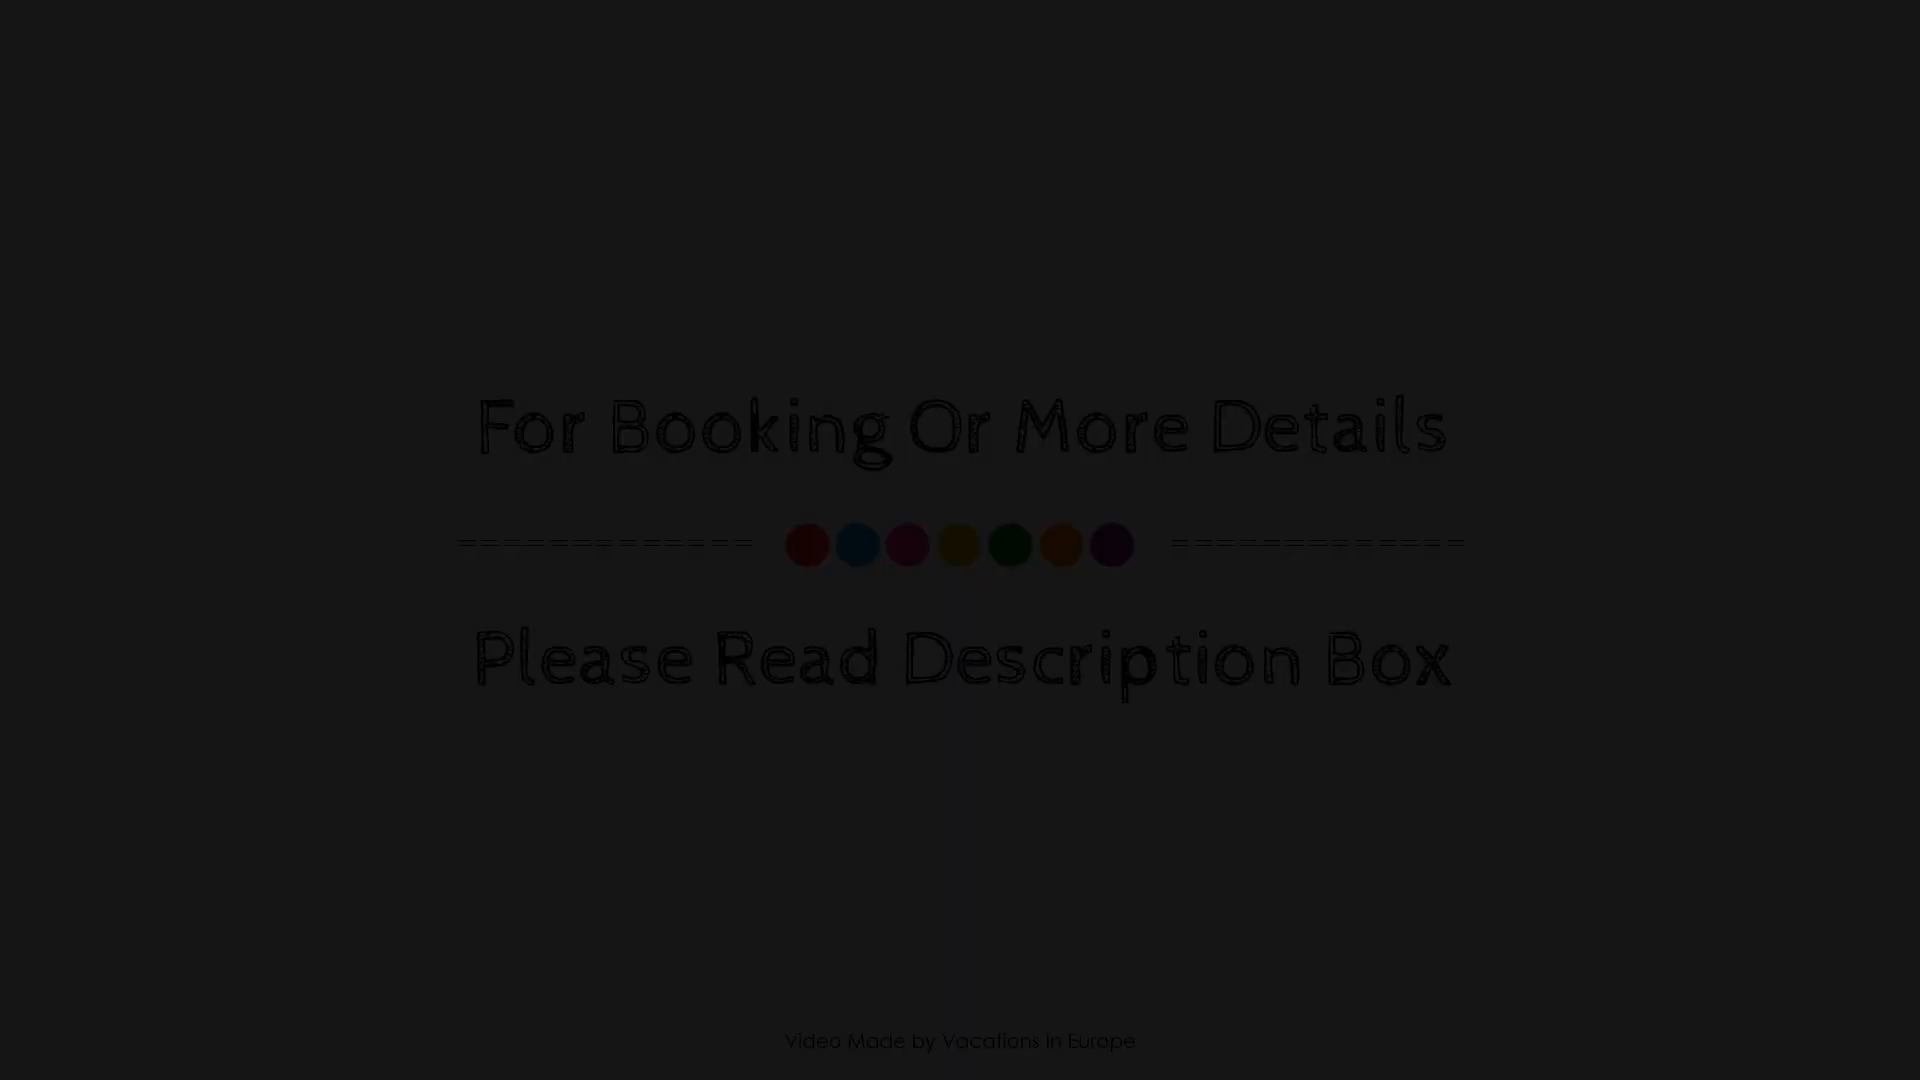 For Booking Or More Details
============= =============
Please Read Description Box
Video Made by Vacations in Europe